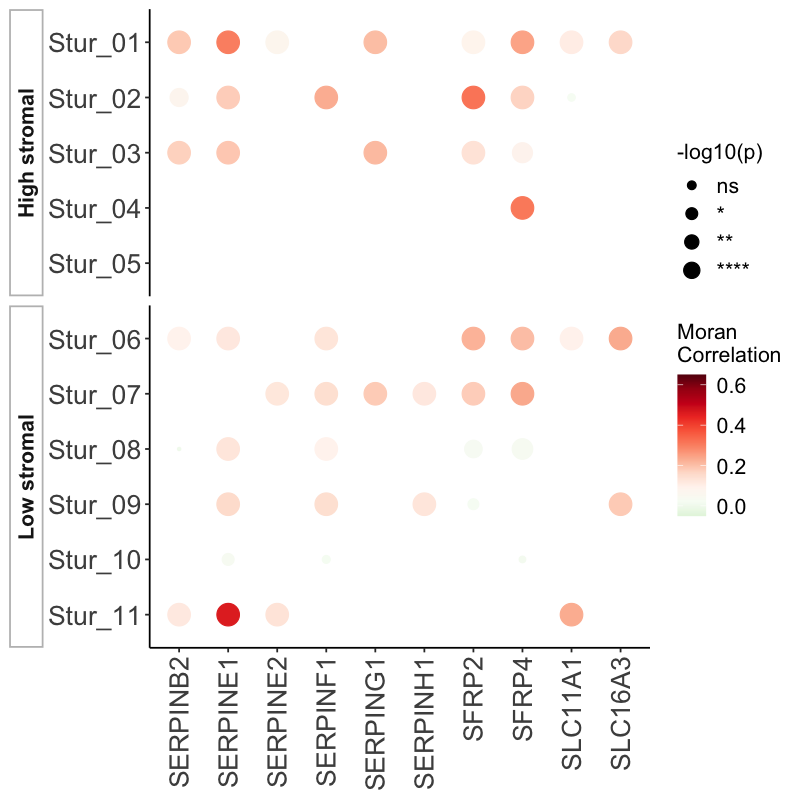 High stromal
Stur_01
Stur_02
Stur_03
Stur_04
Stur_05
Low stromal
Stur_06
Stur_07
Stur_08
Stur_09
Stur_10
Stur_11
SERPINB2
SERPINE1
SERPINE2
SERPINF1
SERPING1
SERPINH1
SFRP2
SFRP4
SLC11A1
SLC16A3
-log10(p)
ns
*
**
****
Moran
Correlation
0.6
0.4
0.2
0.0